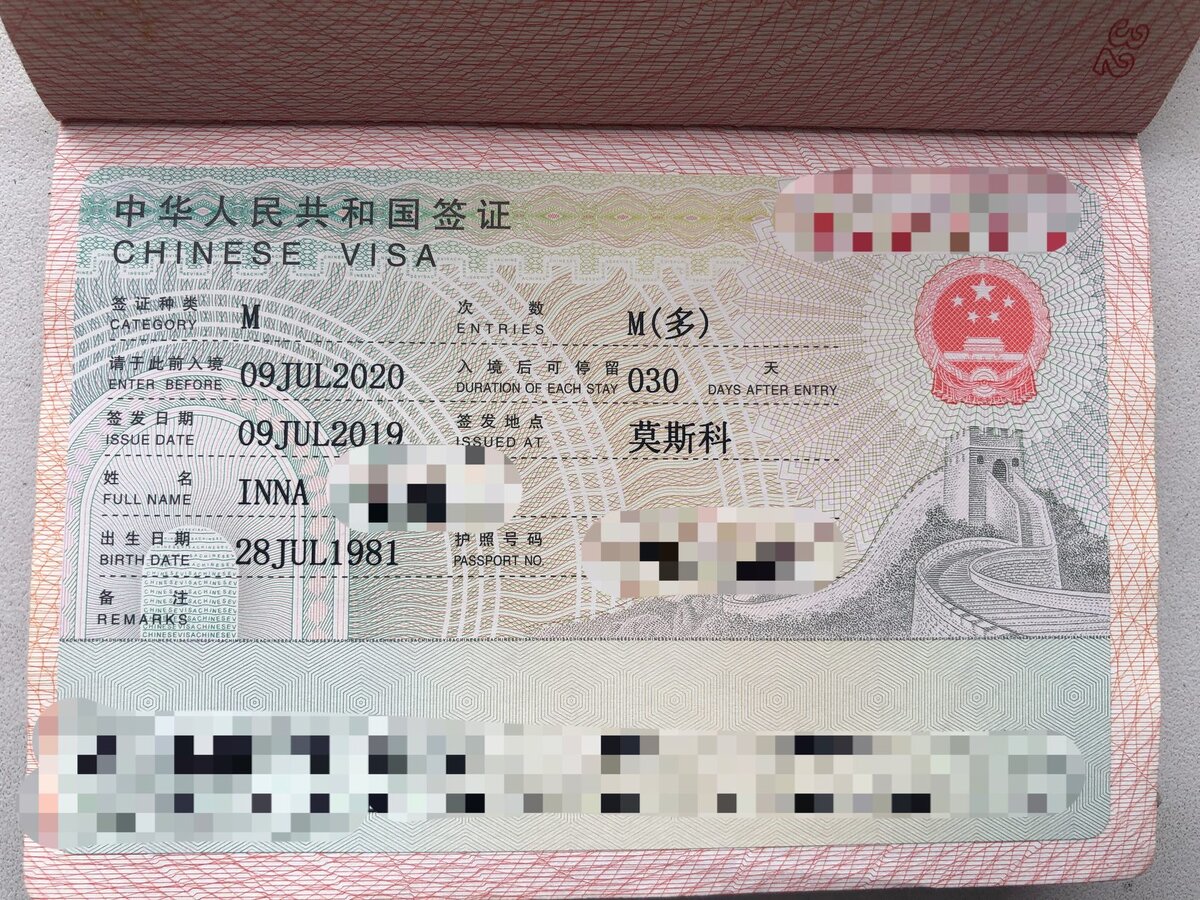 中华人民共和国签证
CHINESE VISA
签证种类 M 次数 M(多)
CATEGORY ENTRIES
请于此前入境 09JUL2020 入境后可停留 030 天
ENTER BEFORE DURATION OF EACH STAY DAYS AFTER ENTRY
签发日期 09JUL2019 签发地点 莫斯科
ISSUE DATE ISSUED AT
姓名 INNA
FULL NAME
出生日期 28JUL1981 护照号码
BIRTH DATE PASSPORT NO.
备注
REMARKS
CHINESEVISACHINESEV